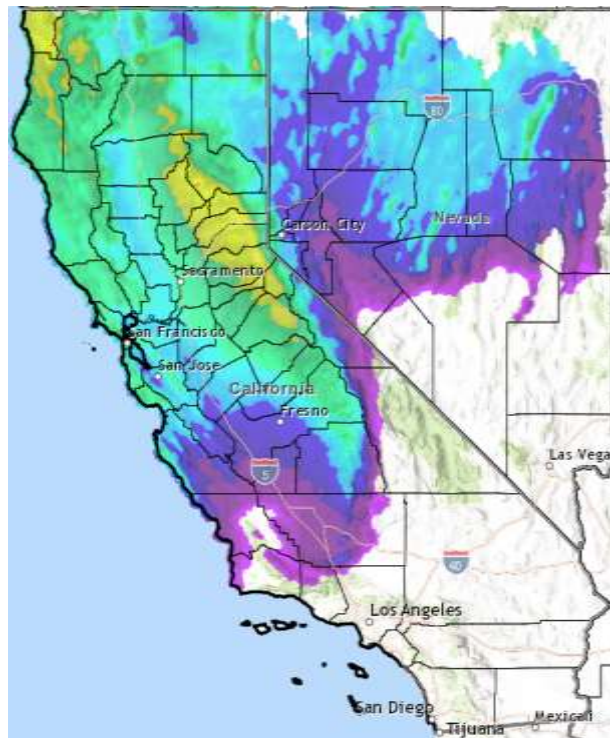 80
Carson City
Nevada
Sacramento
San Francisco
San Jose
California
Fresno
5
Las Vega
40
Los Angeles
San Diego
Mexicali
Tijuana